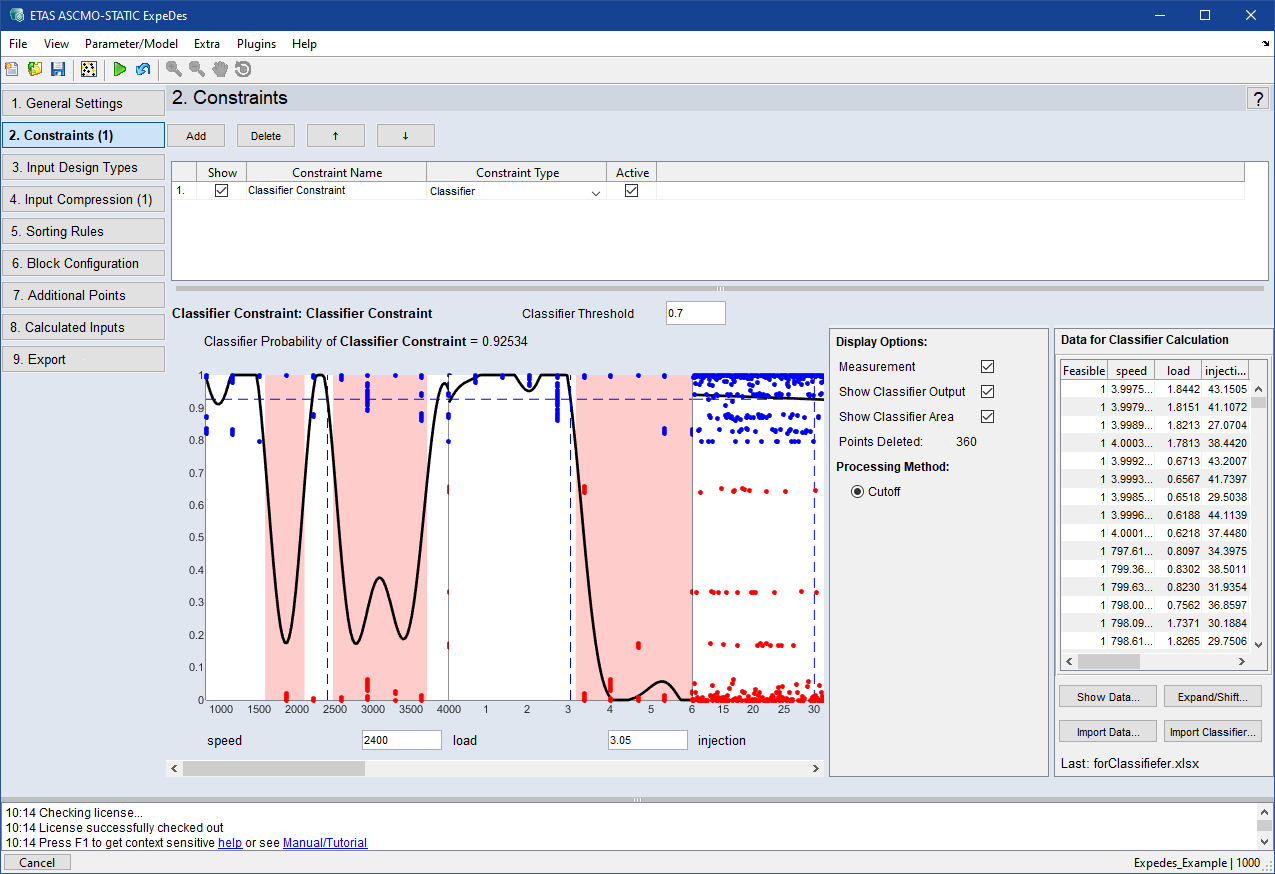 ETAS ASCMO-STATIC ExpeDes
File View Parameter/Model Extra Plugins Help
1. General Settings
2. Constraints (1)
3. Input Design Types
4. Input Compression (1)
5. Sorting Rules
6. Block Configuration
7. Additional Points
8. Calculated Inputs
9. Export
2. Constraints ?
Add Delete ↑ ↓
Show Constraint Name Constraint Type Active
1. Classifier Constraint Classifier
Classifier Constraint: Classifier Constraint Classifier Threshold 0.7
Classifier Probability of Classifier Constraint = 0.92534
1
0.9
0.8
0.7
0.6
0.5
0.4
0.3
0.2
0.1
0
1000 1500 2000 2500 3000 3500 4000 1 2 3 4 5 6 15 20 25 30
speed 2400 load 3.05 injection
Display Options:
Measurement
Show Classifier Output
Show Classifier Area
Points Deleted: 360
Processing Method:
Cutoff
Data for Classifier Calculation
Feasible speed load injecti...
1 3.9975... 1.8442 43.1505
1 3.9979... 1.8151 41.1072
1 3.9989... 1.8213 27.0704
1 4.0003... 1.7813 38.4420
1 3.9992... 0.6713 43.2007
1 3.9993... 0.6567 41.7397
1 3.9985... 0.6518 29.5038
1 3.9996... 0.6188 44.1139
1 4.0001... 0.6218 37.4480
1 797.61... 0.8097 34.3975
1 799.36... 0.8302 38.5011
1 799.63... 0.8230 31.9354
1 798.00... 0.7562 36.8597
1 798.09... 1.7371 30.1884
1 798.61... 1.8265 29.7506
Show Data... Expand/Shift...
Import Data... Import Classifier...
Last: forClassifiefer.xlsx
10:14 Checking license...
10:14 License successfully checked out
10:14 Press F1 to get context sensitive help or see Manual/Tutorial
Cancel Expedes_Example | 1000